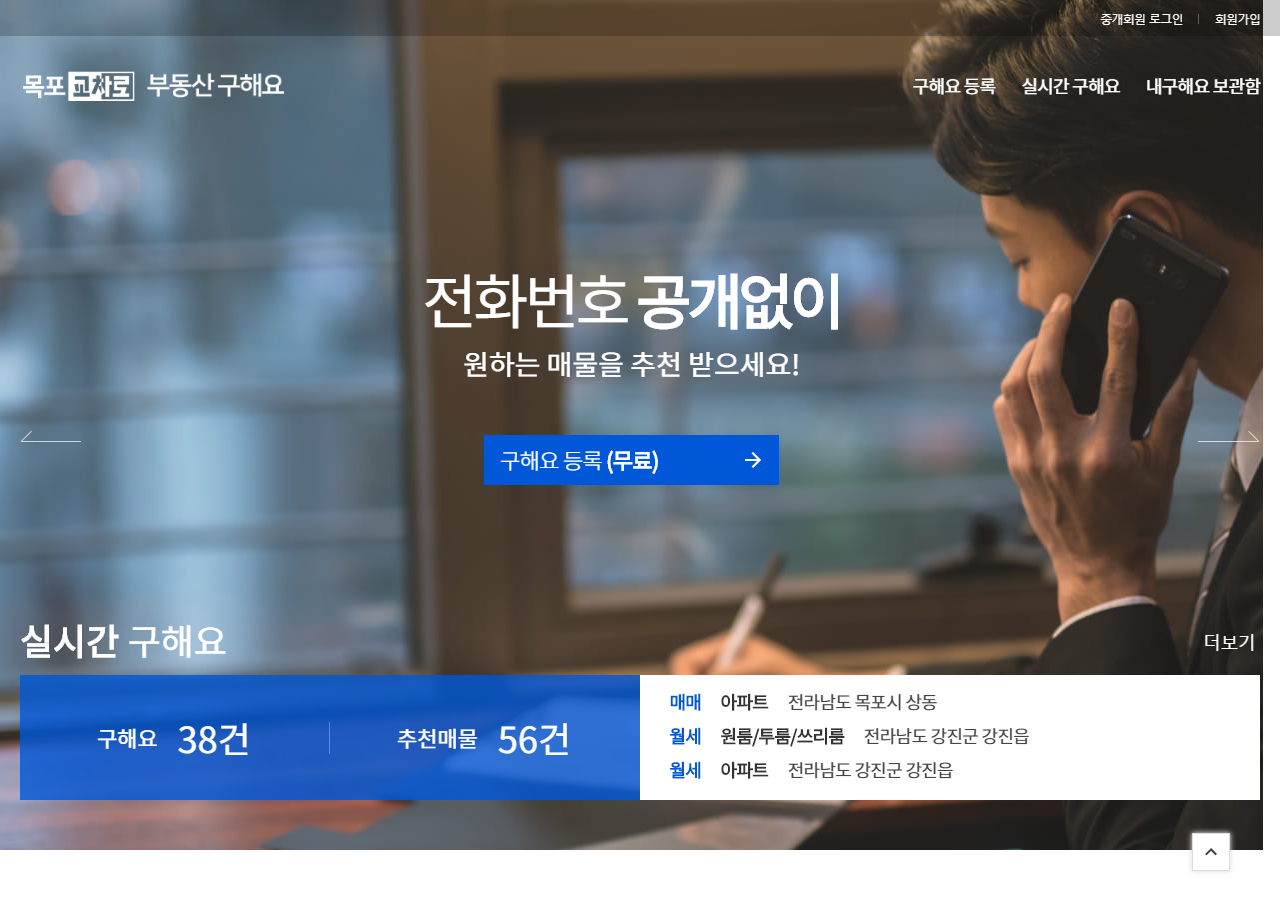 중개회원 로그인 | 회원가입
목포 교차로 부동산 구해요
구해요 등록 실시간 구해요 내구해요 보관함
전화번호 공개없이
원하는 매물을 추천 받으세요!
구해요 등록 (무료)
실시간 구해요
더보기
구해요 38건 추천매물 56건
매매 아파트 전라남도 목포시 상동
월세 원룸/투룸/쓰리룸 전라남도 강진군 강진읍
월세 아파트 전라남도 강진군 강진읍